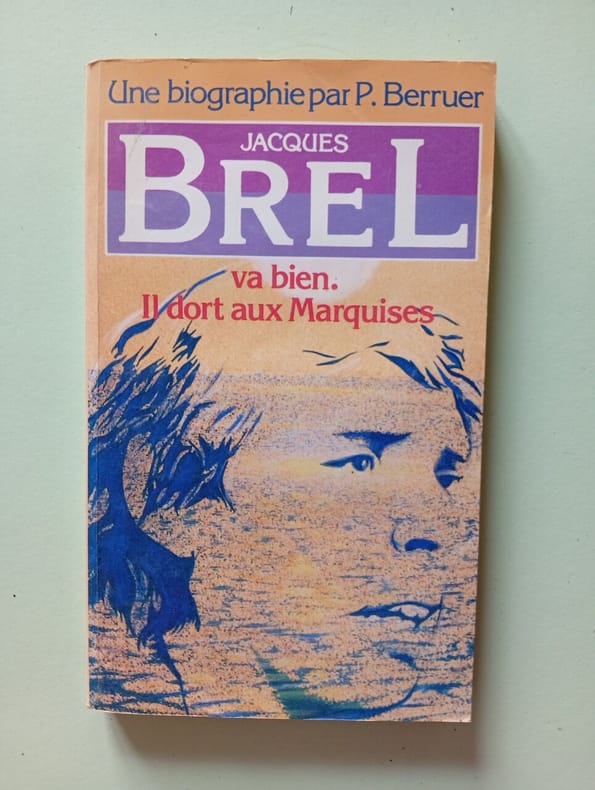 Une biographie par P. Berruer
JACQUES
BREL
va bien.
Il dort aux Marquises